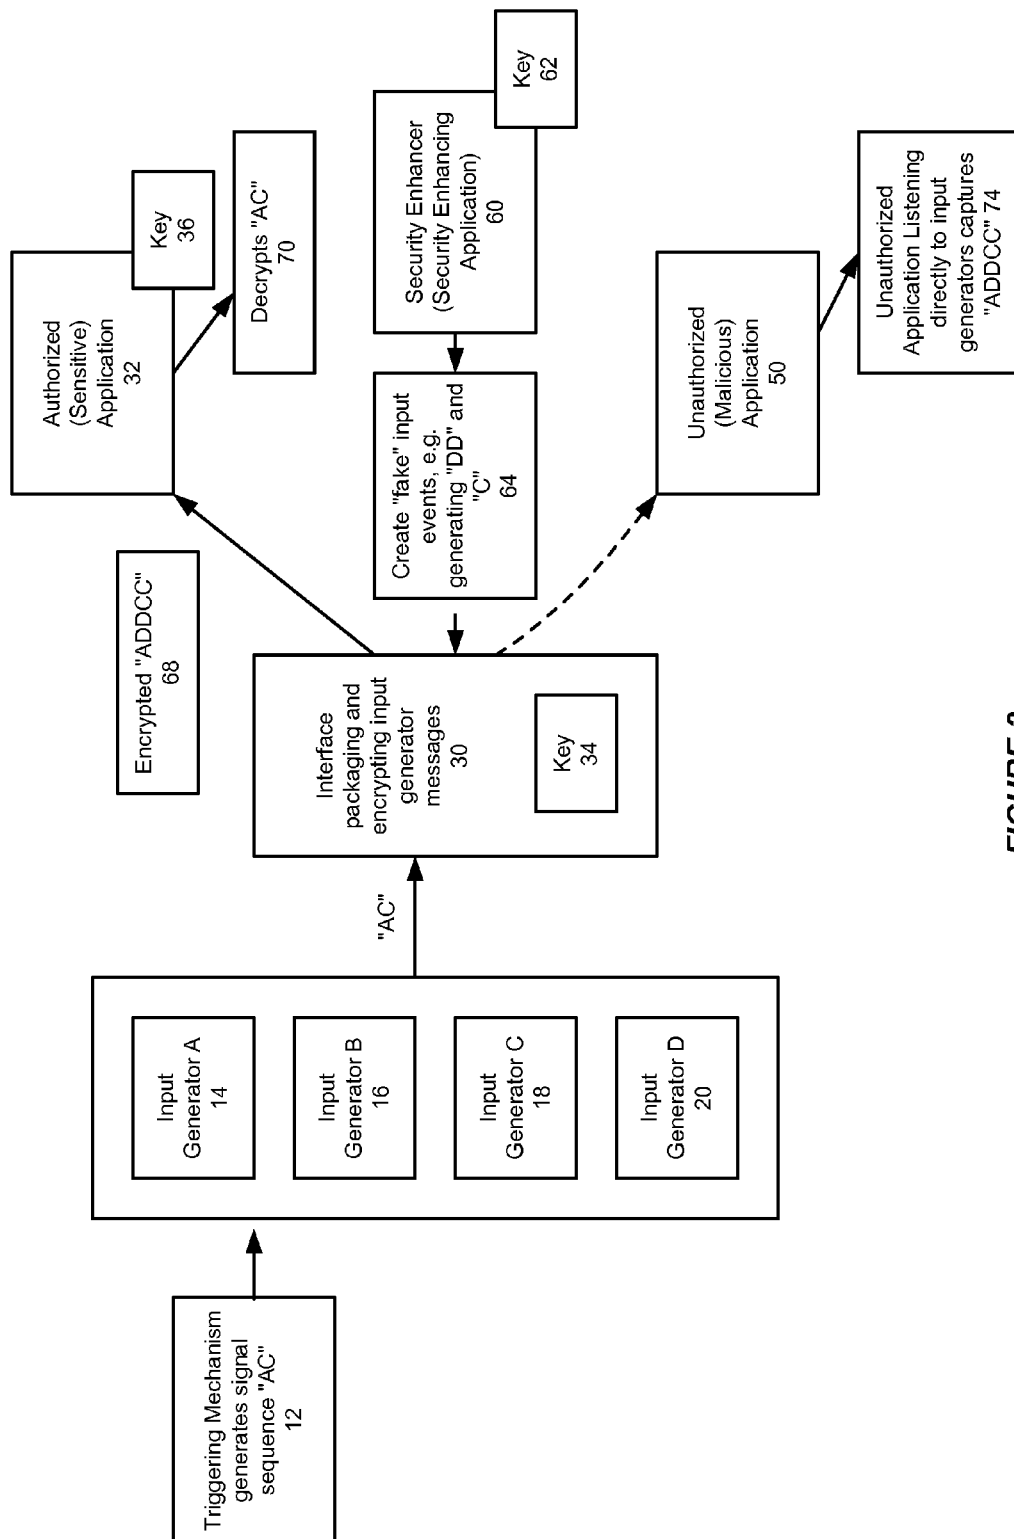 Triggering Mechanism
generates signal
sequence "AC"
12
Input
Generator A
14
Input
Generator B
16
Input
Generator C
18
Input
Generator D
20
"AC"
Interface
packaging and
encrypting input
generator
messages
30
Key
34
Encrypted "ADDCC"
68
Authorized
(Sensitive)
Application
32
Key
36
Decrypts "AC"
70
Create "fake" input
events, e.g.
generating "DD" and
"C"
64
Security Enhancer
(Security Enhancing
Application)
60
Key
62
Unauthorized
(Malicious)
Application
50
Unauthorized
Application Listening
directly to input
generators captures
"ADDCC" 74